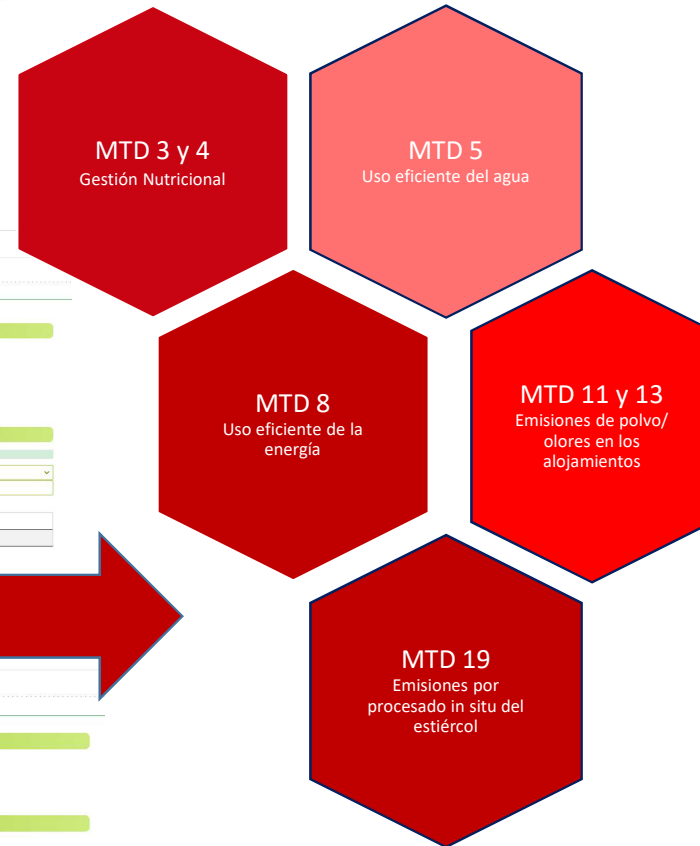 MTD 3 y 4
Gestión Nutricional
MTD 5
Uso eficiente del agua
MTD 8
Uso eficiente de la
energía
MTD 11 y 13
Emisiones de polvo/
olores en los
alojamientos
MTD 19
Emisiones por
procesado in situ del
estiércol